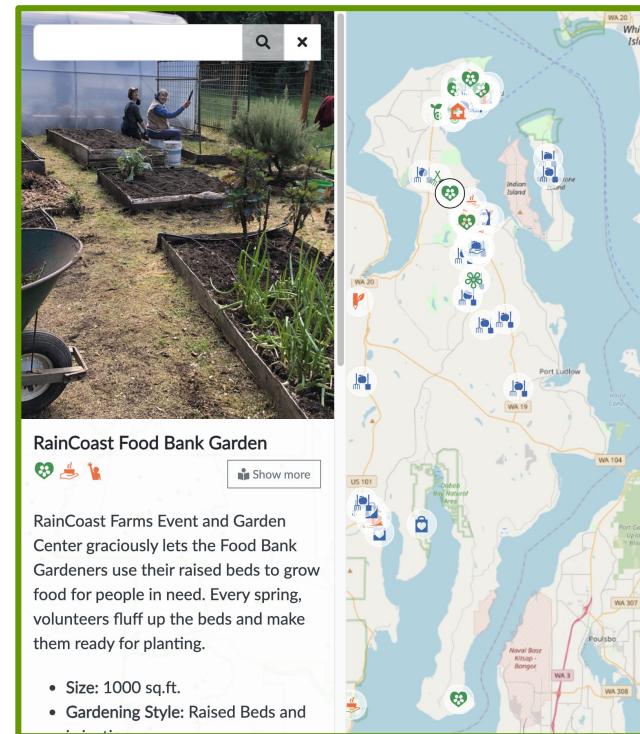 RainCoast Food Bank Garden
Show more
RainCoast Farms Event and Garden
Center graciously lets the Food Bank
Gardeners use their raised beds to grow
food for people in need. Every spring,
volunteers fluff up the beds and make
them ready for planting.
Size: 1000 sq.ft.
Gardening Style: Raised Beds and
WA 20
Indian
Island
WA 20
Port Ludlow
WA 19
WA 104
US 101
Dabob
Bay Natural
Area
WA 307
Poulsbo
Naval Base
Kitsap -
Bangor
WA 3
WA 308